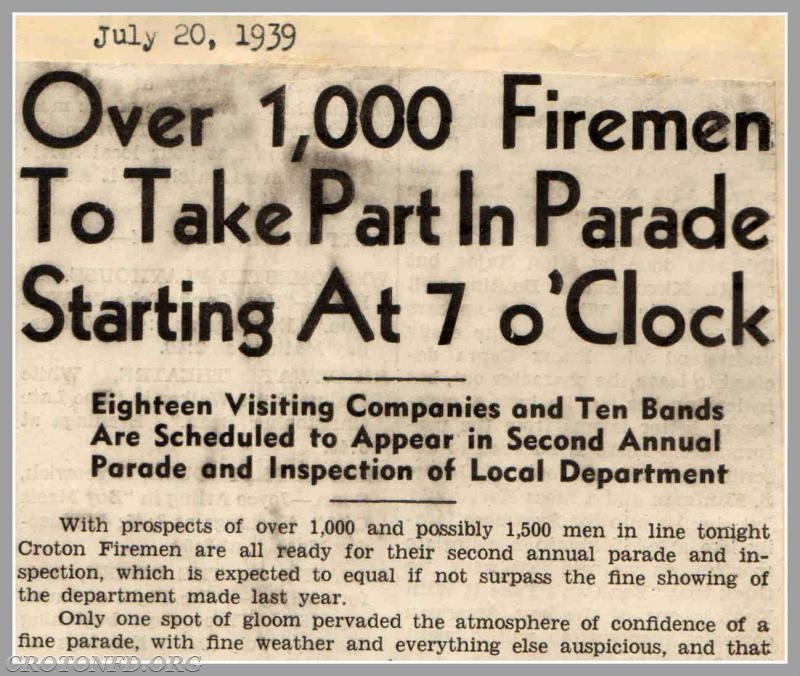 July 20, 1939
Over 1,000 Firemen
To Take Part In Parade
Starting At 7 o'Clock
Eighteen Visiting Companies and Ten Bands
Are Scheduled to Appear in Second Annual
Parade and Inspection of Local Department
With prospects of over 1,000 and possibly 1,500 men in line tonight
Croton Firemen are all ready for their second annual parade and in-
spection, which is expected to equal if not surpass the fine showing of
the department made last year.
Only one spot of gloom pervaded the atmosphere of confidence of a
fine parade, with fine weather and everything else auspicious, and that
CROTONFD.ORG